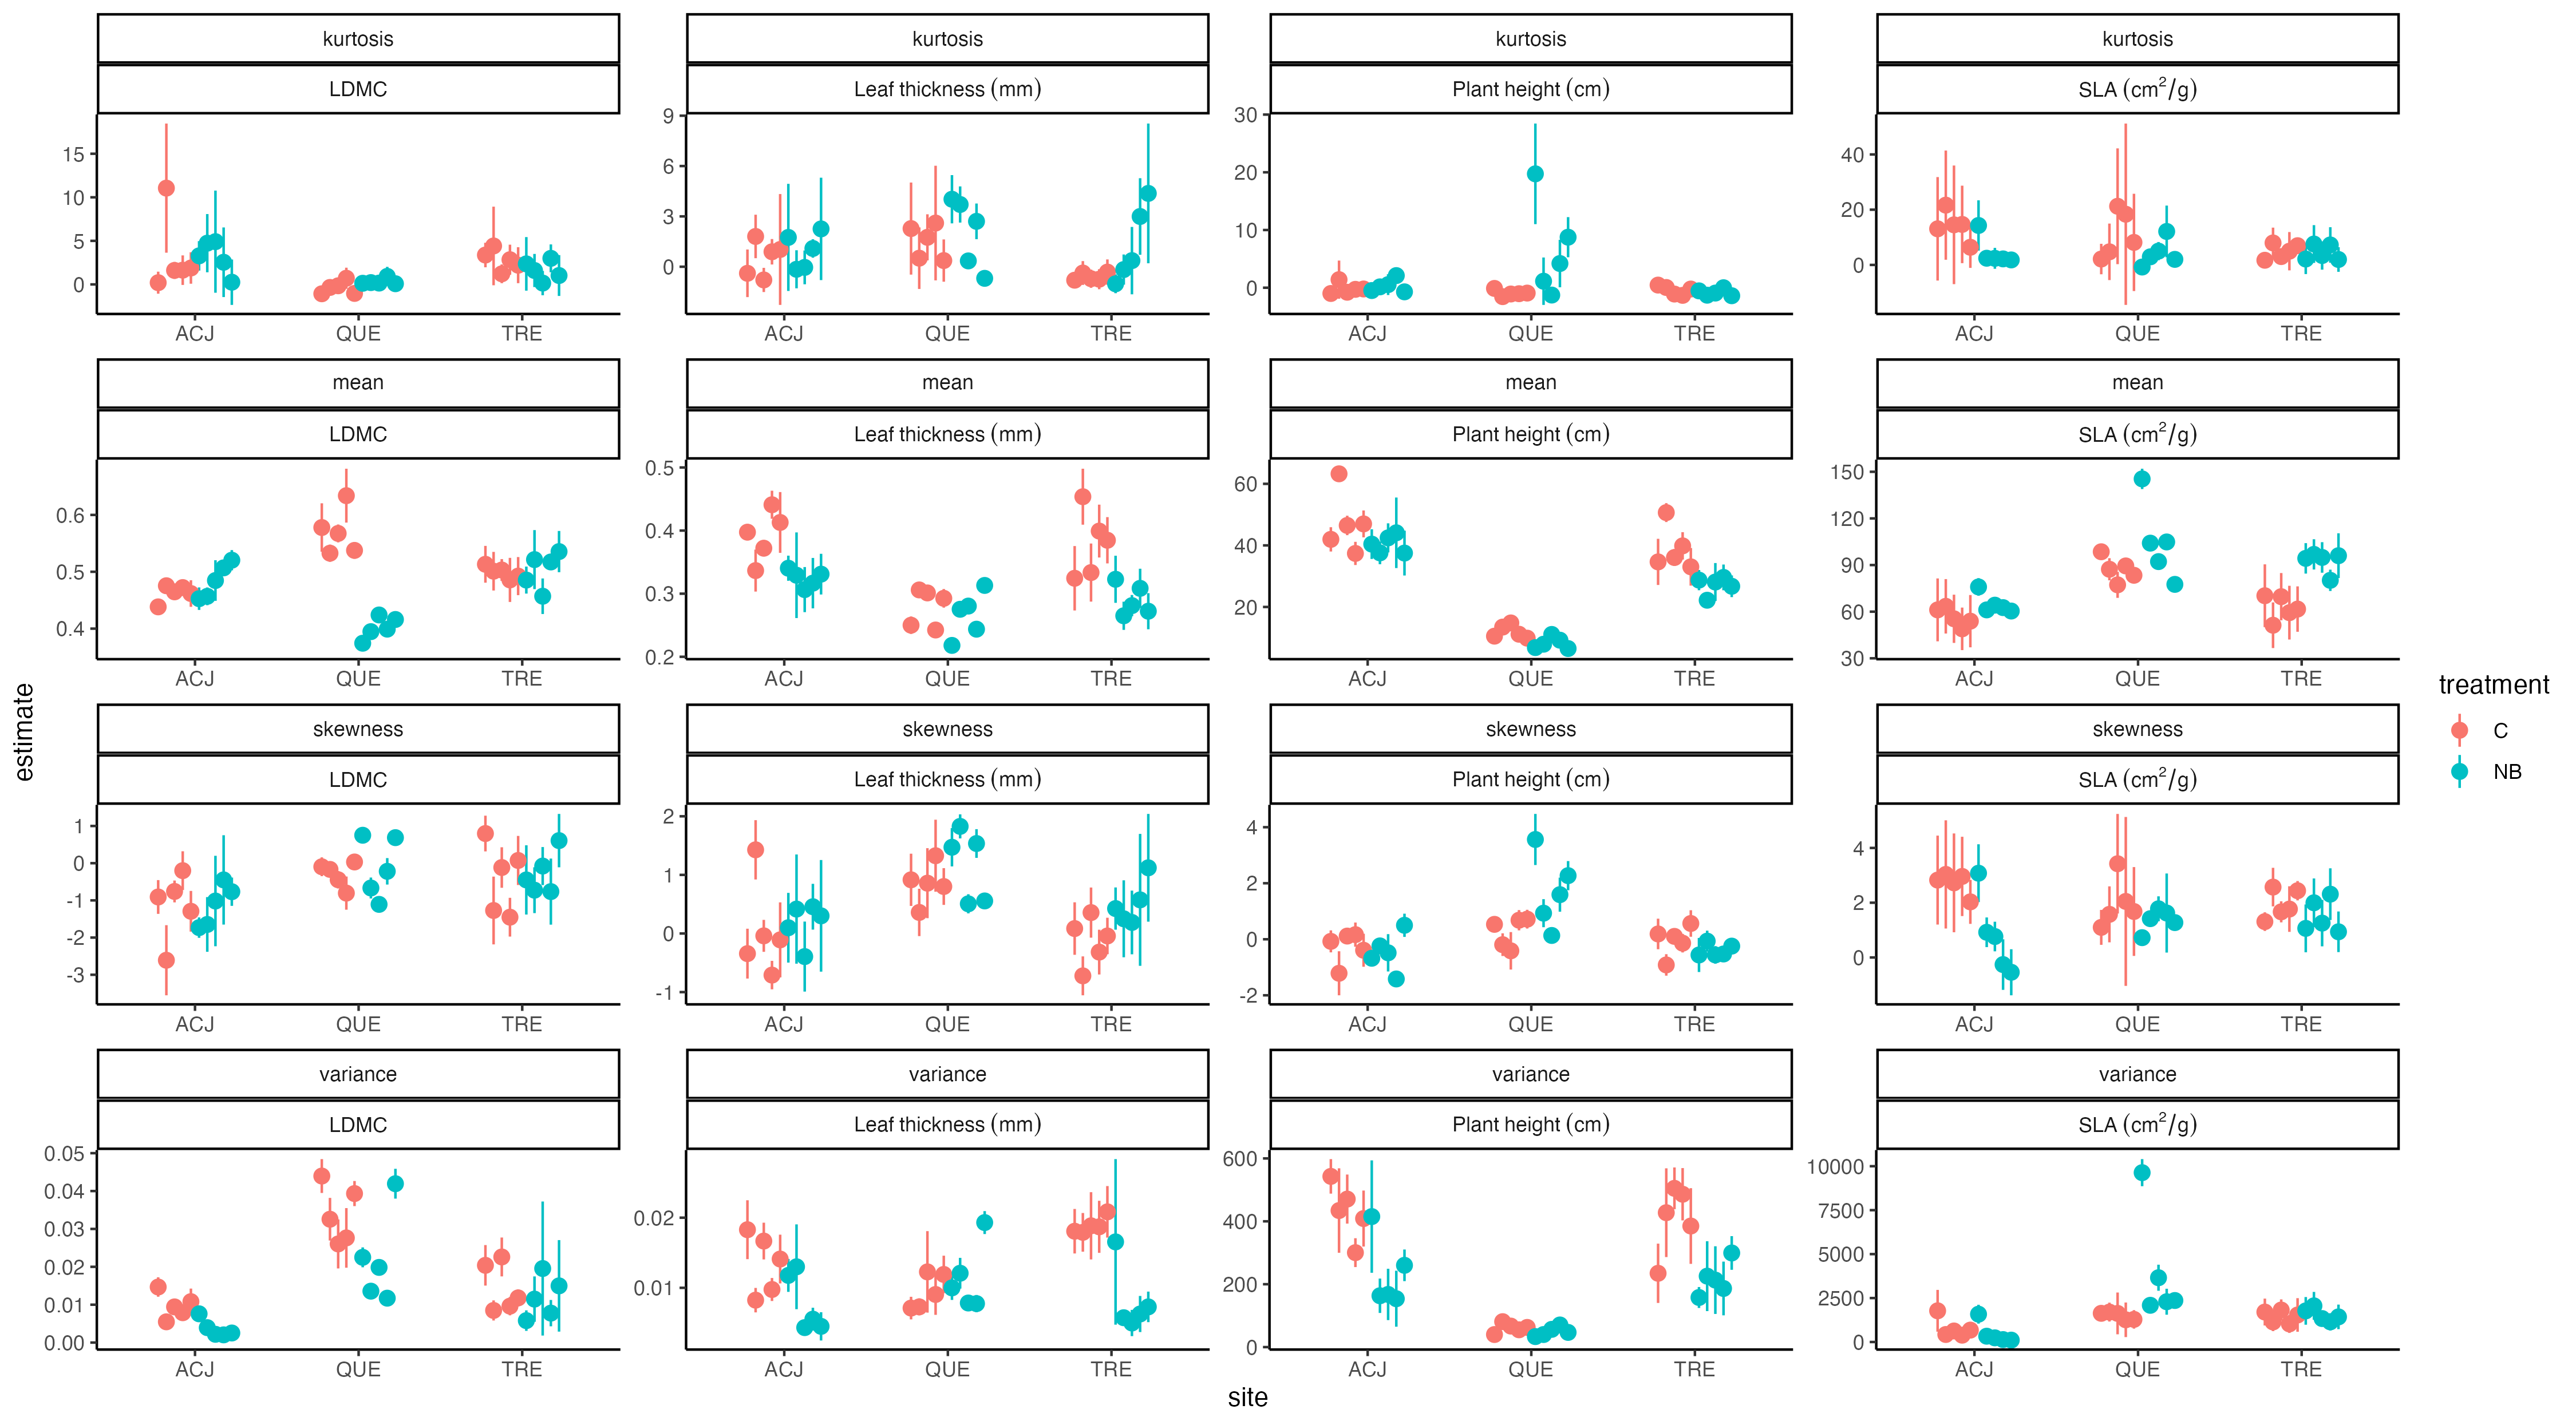 kurtosis kurtosis kurtosis kurtosis
LDMC Leaf thickness (mm) Plant height (cm) SLA (cm²/g)
15 10 5 0
9 6 3 0
30 20 10 0
40 20 0
ACJ QUE TRE ACJ QUE TRE ACJ QUE TRE ACJ QUE TRE
mean mean mean mean
LDMC Leaf thickness (mm) Plant height (cm) SLA (cm²/g)
0.6 0.5 0.4
0.5 0.4 0.3 0.2
60 40 20
150 120 90 60 30
ACJ QUE TRE ACJ QUE TRE ACJ QUE TRE ACJ QUE TRE
skewness skewness skewness skewness
LDMC Leaf thickness (mm) Plant height (cm) SLA (cm²/g)
1 0 -1 -2 -3
2 1 0 -1
4 2 0 -2
4 2 0
ACJ QUE TRE ACJ QUE TRE ACJ QUE TRE ACJ QUE TRE
variance variance variance variance
LDMC Leaf thickness (mm) Plant height (cm) SLA (cm²/g)
0.05 0.04 0.03 0.02 0.01 0.00
0.02 0.01
600 400 200 0
10000 7500 5000 2500 0
ACJ QUE TRE ACJ QUE TRE ACJ QUE TRE ACJ QUE TRE
estimate
site
treatment
C
NB